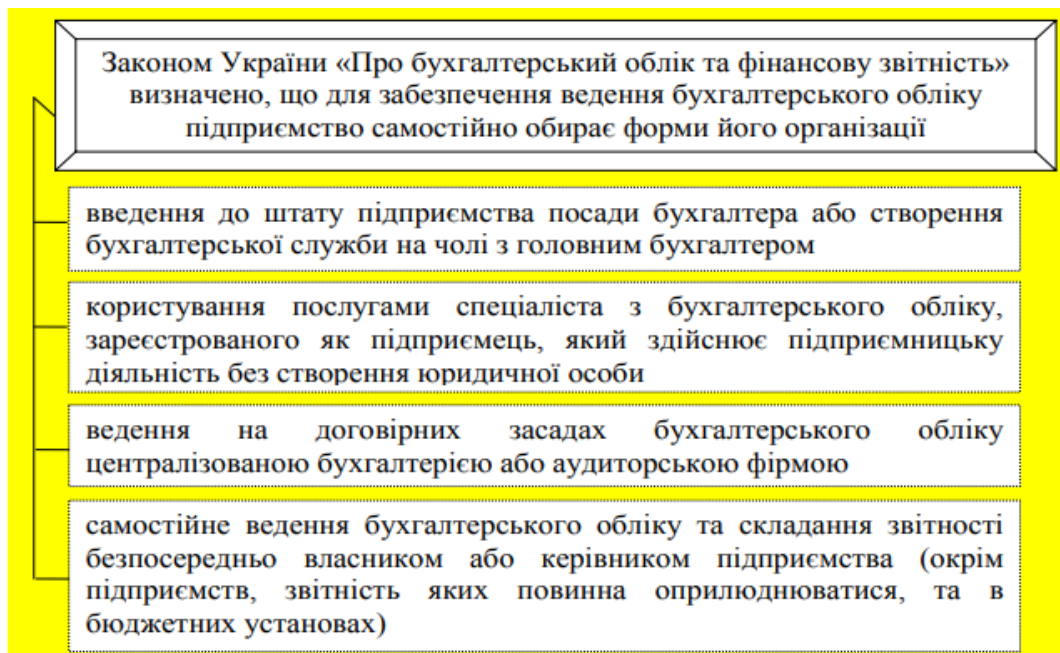 Законом України «Про бухгалтерський облік та фінансову звітність»
визначено, що для забезпечення ведення бухгалтерського обліку
підприємство самостійно обирає форми його організації
введення до штату підприємства посади бухгалтера або створення
бухгалтерської служби на чолі з головним бухгалтером
користування послугами спеціаліста з бухгалтерського обліку,
зареєстрованого як підприємець, який здійснює підприємницьку
діяльність без створення юридичної особи
ведення на договірних засадах бухгалтерського обліку
централізованою бухгалтерією або аудиторською фірмою
самостійне ведення бухгалтерського обліку та складання звітності
безпосередньо власником або керівником підприємства (окрім
підприємств, звітність яких повинна оприлюднюватися, та в
бюджетних установах)